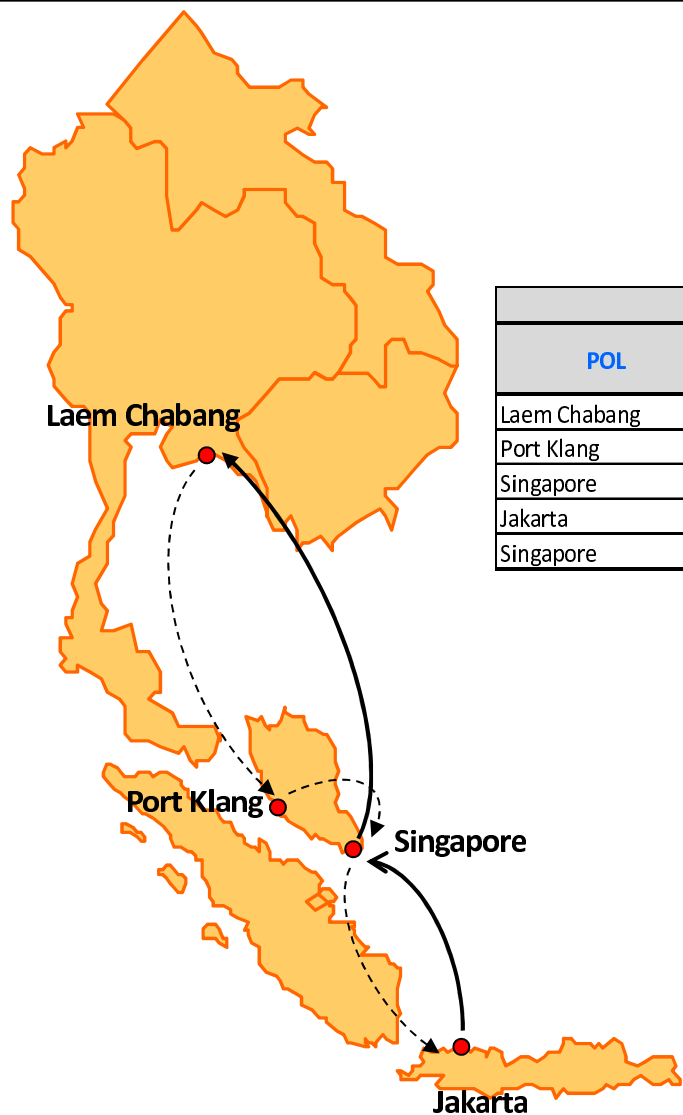 Laem Chabang
Port Klang
Singapore
Jakarta
POL
Laem Chabang
Port Klang
Singapore
Jakarta
Singapore